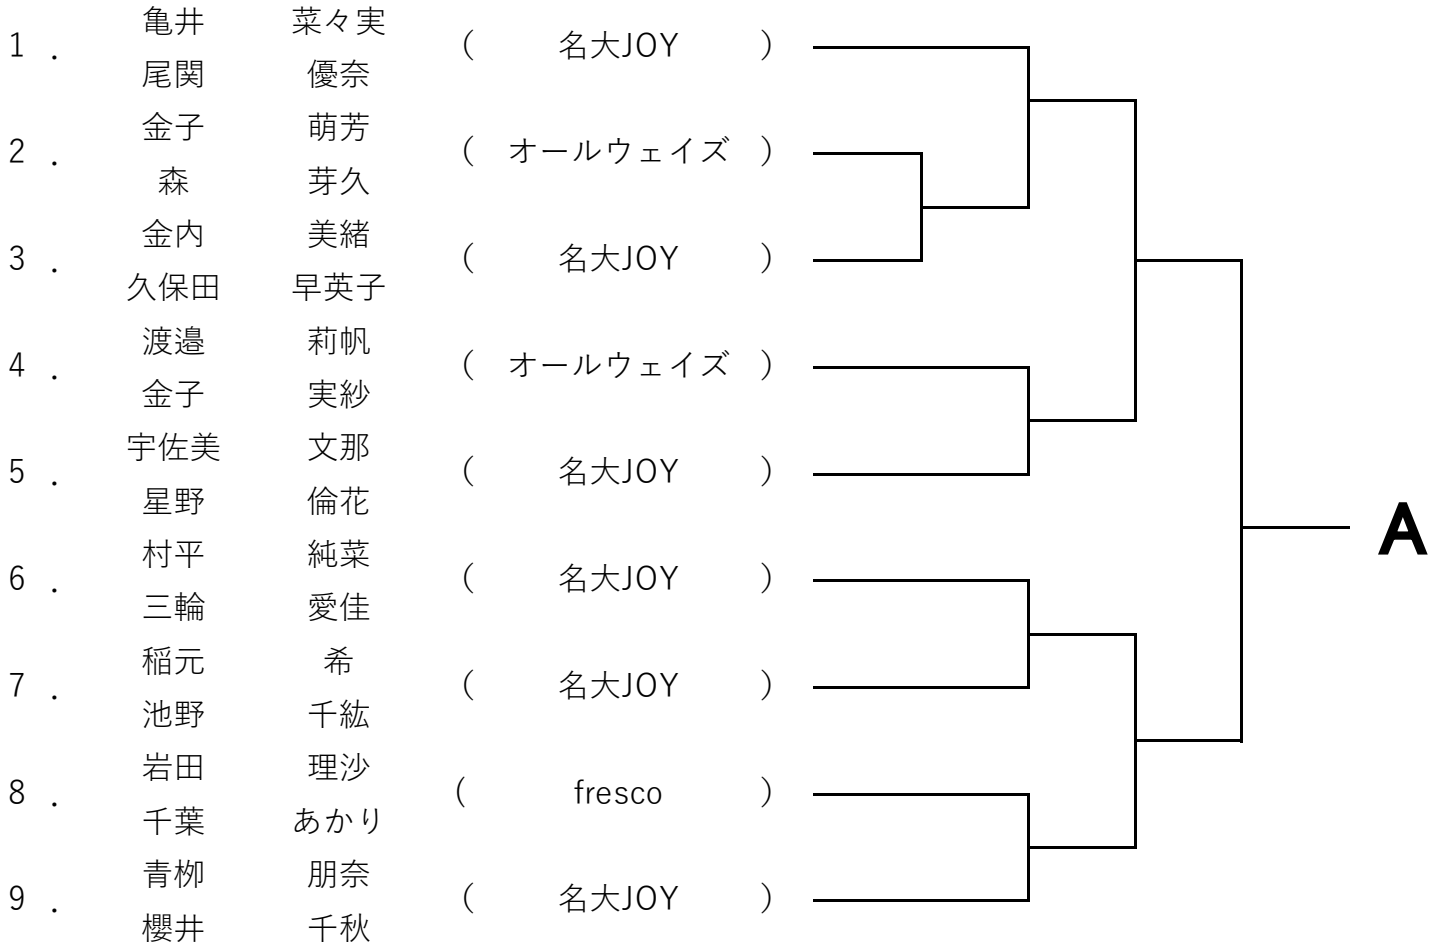 亀井 菜々実
1 . ( 名大JOY )
尾関 優奈
金子 萌芳
2 . ( オールウェイズ )
森 芽久
金内 美緒
3 . ( 名大JOY )
久保田 早英子
渡邉 莉帆
4 . ( オールウェイズ )
金子 実紗
宇佐美 文那
5 . ( 名大JOY )
星野 倫花
村平 純菜
6 . ( 名大JOY )
三輪 愛佳
稲元 希
7 . ( 名大JOY )
池野 千紘
岩田 理沙
8 . ( fresco )
千葉 あかり
青栁 朋奈
9 . ( 名大JOY )
櫻井 千秋
A